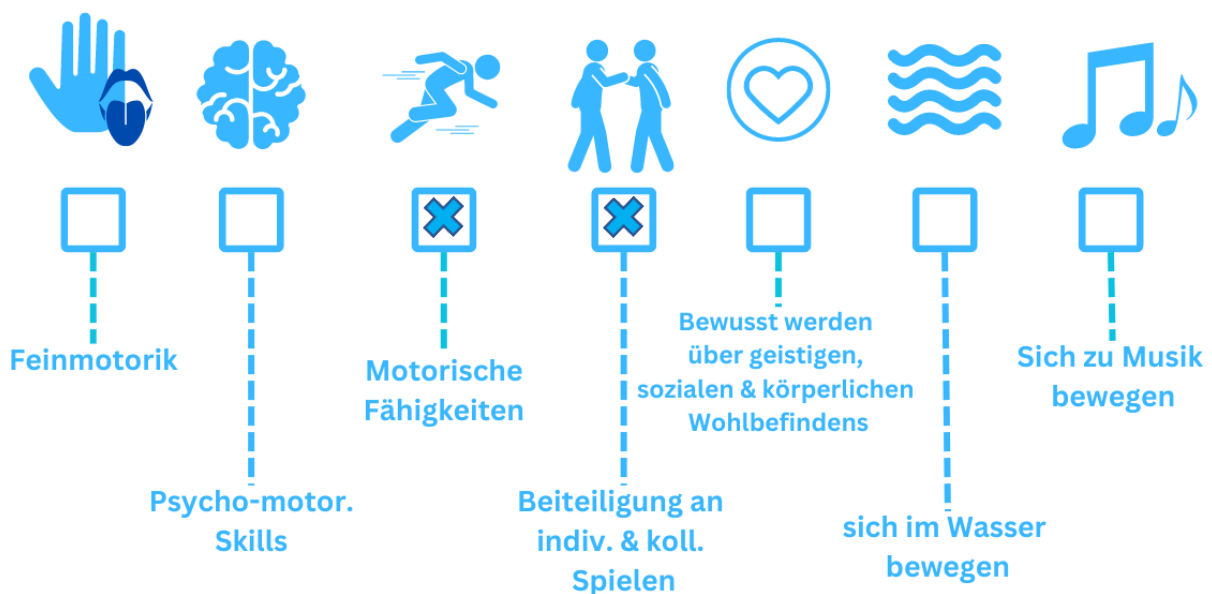 Feinmotorik
Psycho-motor.
Skills
Motorische
Fähigkeiten
Beiteiligung an
indiv. & koll.
Spielen
Bewusst werden
über geistigen,
sozialen & körperlichen
Wohlbefindens
sich im Wasser
bewegen
Sich zu Musik
bewegen